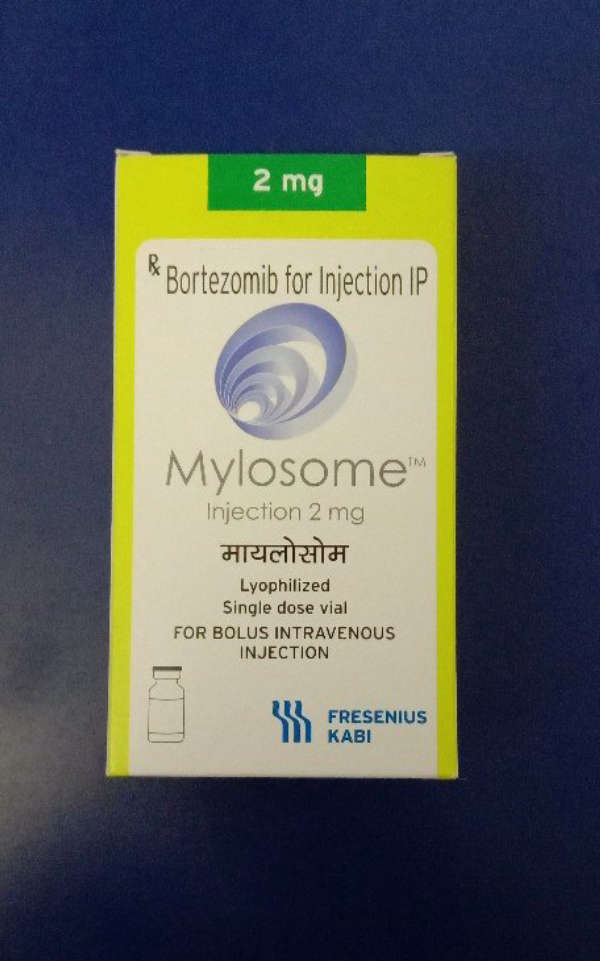 2 mg
℞ Bortezomib for Injection IP
Mylosome™
Injection 2 mg
मायलोसोम
Lyophilized
Single dose vial
FOR BOLUS INTRAVENOUS
INJECTION
FRESENIUS
KABI